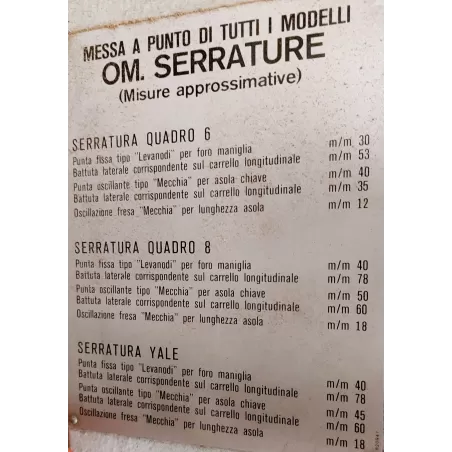 MESSA A PUNTO DI TUTTI I MODELLI
OM. SERRATURE
(Misure approssimative)
SERRATURA QUADRO 6
Punta fissa tipo "Levanodi" per foro maniglia m/m 30
Battuta laterale corrispondente sul carrello longitudinale m/m 53
Punta oscillante tipo "Mecchia" per asola chiave m/m 40
Battuta laterale corrispondente sul carrello longitudinale m/m 35
Oscillazione fresa "Mecchia" per lunghezza asola m/m 12
SERRATURA QUADRO 8
Punta fissa tipo "Levanodi" per foro maniglia m/m 40
Battuta laterale corrispondente sul carrello longitudinale m/m 78
Punta oscillante tipo "Mecchia" per asola chiave m/m 50
Battuta laterale corrispondente sul carrello longitudinale m/m 60
Oscillazione fresa "Mecchia" per lunghezza asola m/m 18
SERRATURA YALE
Punta fissa tipo "Levanodi" per foro maniglia m/m 40
Battuta laterale corrispondente sul carrello longitudinale m/m 78
Punta oscillante tipo "Mecchia" per asola chiave m/m 45
Battuta laterale corrispondente sul carrello longitudinale m/m 60
Oscillazione fresa "Mecchia" per lunghezza asola m/m 18